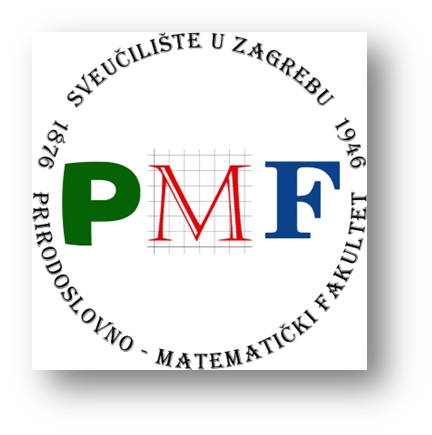 1876 SVEUČILIŠTE U ZAGREBU 1946
PMF
PRIRODOSLOVNO - MATEMATIČKI FAKULTET